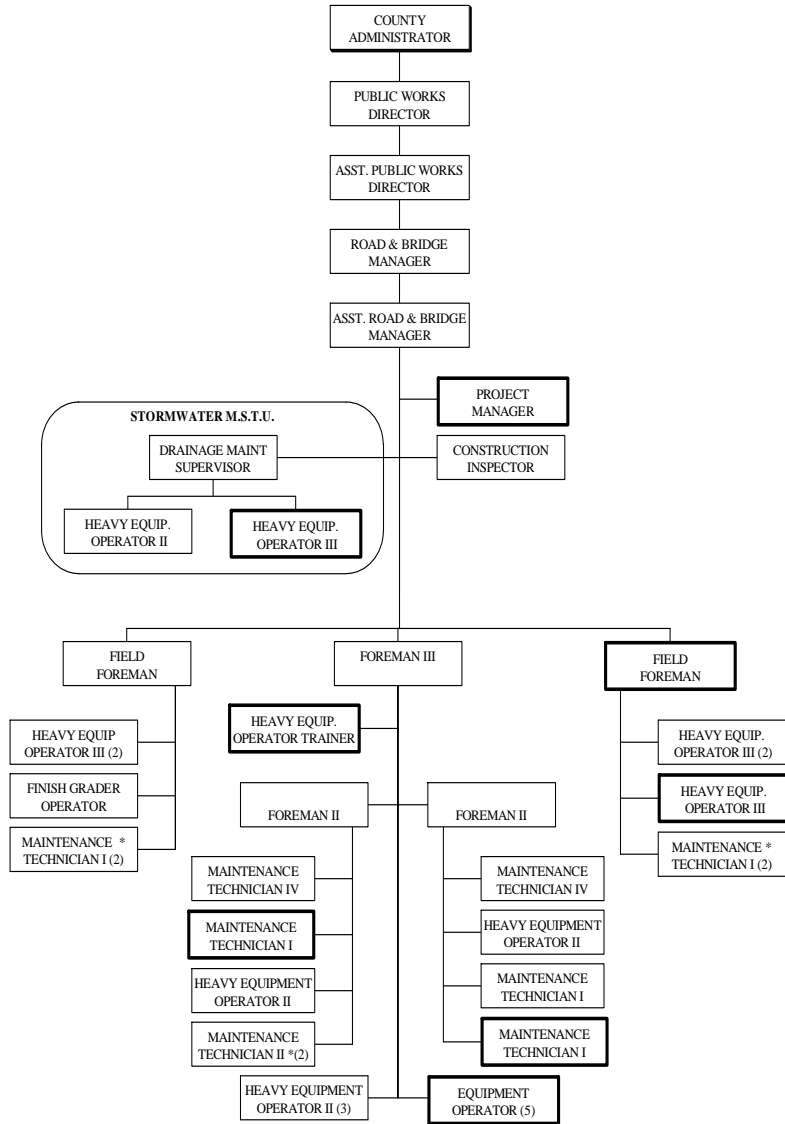 COUNTY
ADMINISTRATOR
PUBLIC WORKS
DIRECTOR
ASST. PUBLIC WORKS
DIRECTOR
ROAD & BRIDGE
MANAGER
ASST. ROAD & BRIDGE
MANAGER
PROJECT
MANAGER
STORMWATER M.S.T.U.
DRAINAGE MAINT
SUPERVISOR
CONSTRUCTION
INSPECTOR
HEAVY EQUIP.
OPERATOR II
HEAVY EQUIP.
OPERATOR III
FIELD
FOREMAN
FOREMAN III
FIELD
FOREMAN
HEAVY EQUIP
OPERATOR III (2)
FINISH GRADER
OPERATOR
MAINTENANCE *
TECHNICIAN I (2)
HEAVY EQUIP.
OPERATOR TRAINER
FOREMAN II
MAINTENANCE
TECHNICIAN IV
MAINTENANCE
TECHNICIAN I
HEAVY EQUIPMENT
OPERATOR II
MAINTENANCE
TECHNICIAN II *(2)
FOREMAN II
MAINTENANCE
TECHNICIAN IV
HEAVY EQUIPMENT
OPERATOR II
MAINTENANCE
TECHNICIAN I
MAINTENANCE
TECHNICIAN I
HEAVY EQUIPMENT
OPERATOR II (3)
EQUIPMENT
OPERATOR (5)
HEAVY EQUIP.
OPERATOR III (2)
HEAVY EQUIP.
OPERATOR III
MAINTENANCE *
TECHNICIAN I (2)